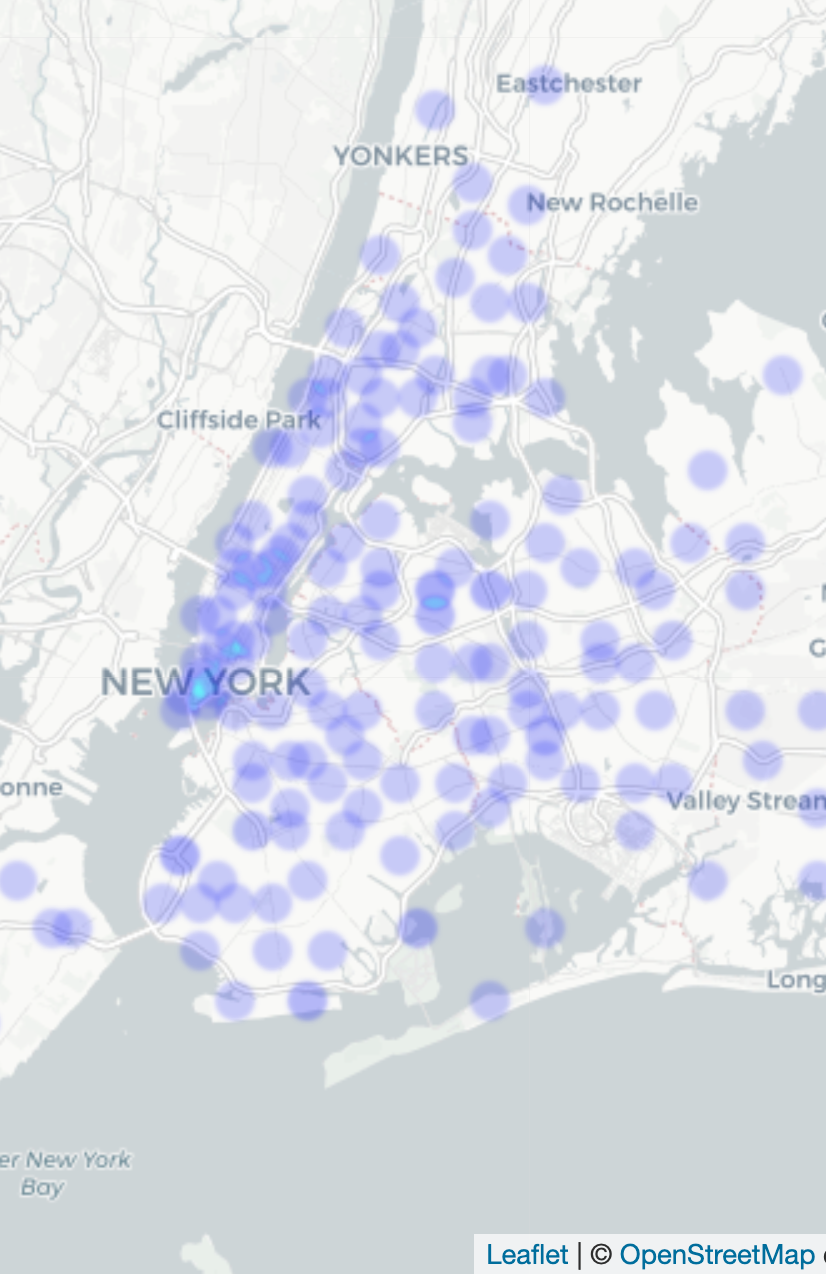 Eastchester
YONKERS
New Rochelle
Cliffside Park
NEW YORK
onne
Valley Strean
Long
er New York
Bay
Leaflet | © OpenStreetMap